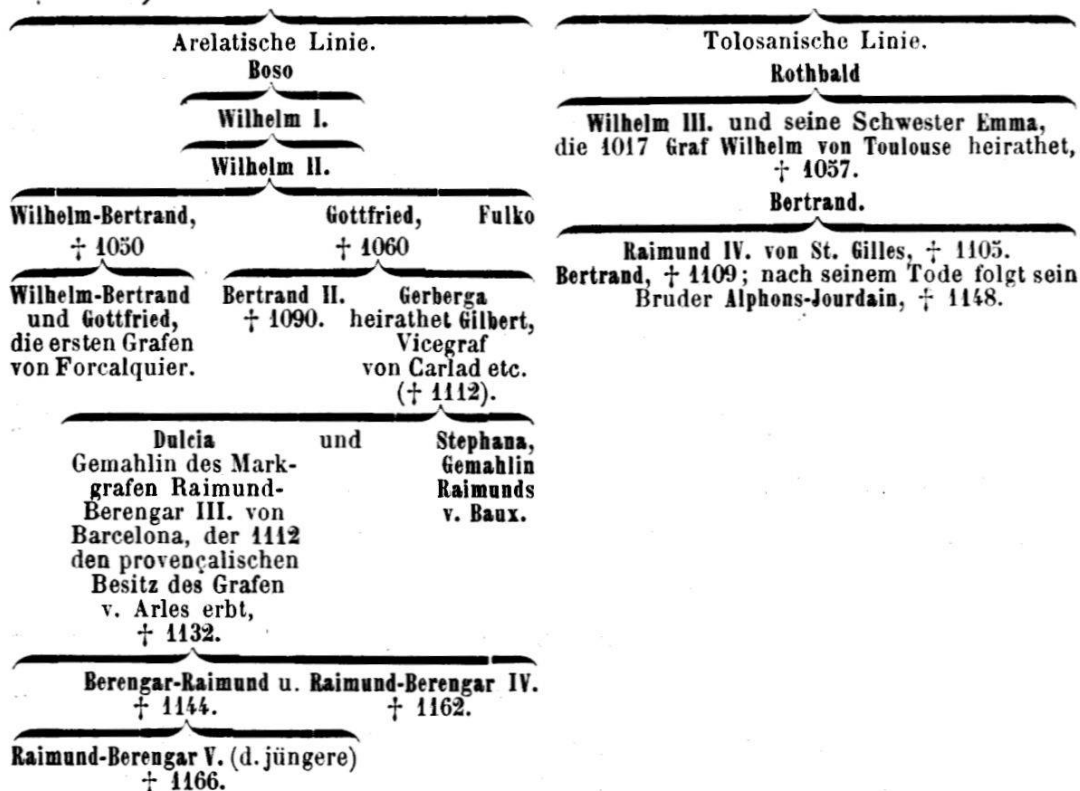 Arelatische Linie.
Boso
Wilhelm I.
Wilhelm II.
Wilhelm-Bertrand, Gottfried, Fulko
† 1050 † 1060
Wilhelm-Bertrand Bertrand II. Gerberga
und Gottfried, † 1090. heirathet Gilbert,
die ersten Grafen Vicegraf
von Forcalquier. von Carlad etc.
(† 1112).
Dulcia und Stephana,
Gemahlin des Mark- Gemahlin
grafen Raimund- Raimunds
Berengar III. von v. Baux.
Barcelona, der 1112
den provençalischen
Besitz des Grafen
v. Arles erbt,
† 1132.
Berengar-Raimund u. Raimund-Berengar IV.
† 1144. † 1162.
Raimund-Berengar V. (d. jüngere)
† 1166.
Tolosanische Linie.
Rothbald
Wilhelm III. und seine Schwester Emma,
die 1017 Graf Wilhelm von Toulouse heirathet,
† 1057.
Bertrand.
Raimund IV. von St. Gilles, † 1105.
Bertrand, † 1109; nach seinem Tode folgt sein
Bruder Alphons-Jourdain, † 1148.